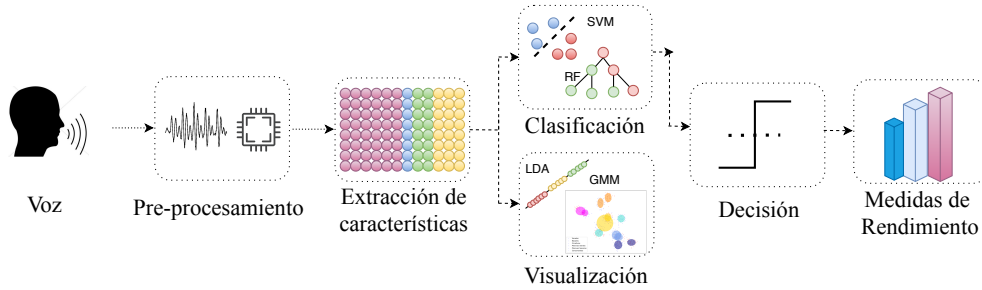 Voz
Pre-procesamiento
Extracción de
características
SVM
RF
Clasificación
LDA
GMM
Visualización
Decisión
Medidas de
Rendimiento